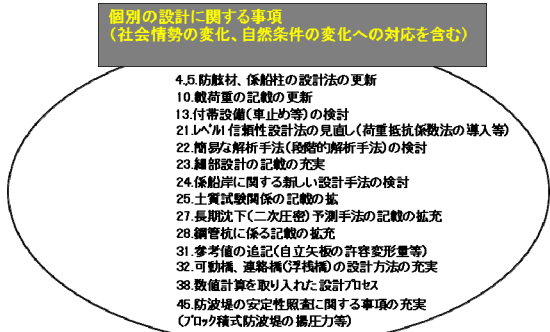 個別の設計に関する事項
（社会情勢の変化、自然条件の変化への対応を含む）
4.,5.防舷材、係船柱の設計法の更新
10.載荷重の記載の更新
13.付帯設備(車止め等)の検討
21.ﾚﾍﾞﾙ1信頼性設計法の見直し(荷重抵抗係数法の導入等)
22.簡易な解析手法(段階的解析手法)の検討
23.細部設計の記載の充実
24.係船岸に関する新しい設計手法の検討
25.土質試験関係の記載の拡
27.長期沈下(二次圧密)予測手法の記載の拡充
28.鋼管杭に係る記載の拡充
31.参考値の追記(自立矢板の許容変形量等)
32.可動橋、連絡橋(浮桟橋)の設計方法の充実
38.数値計算を取り入れた設計ﾌﾟﾛｾｽ
45.防波堤の安定性照査に関する事項の充実
(ﾌﾞﾛｯｸ積式防波堤の揚圧力等)